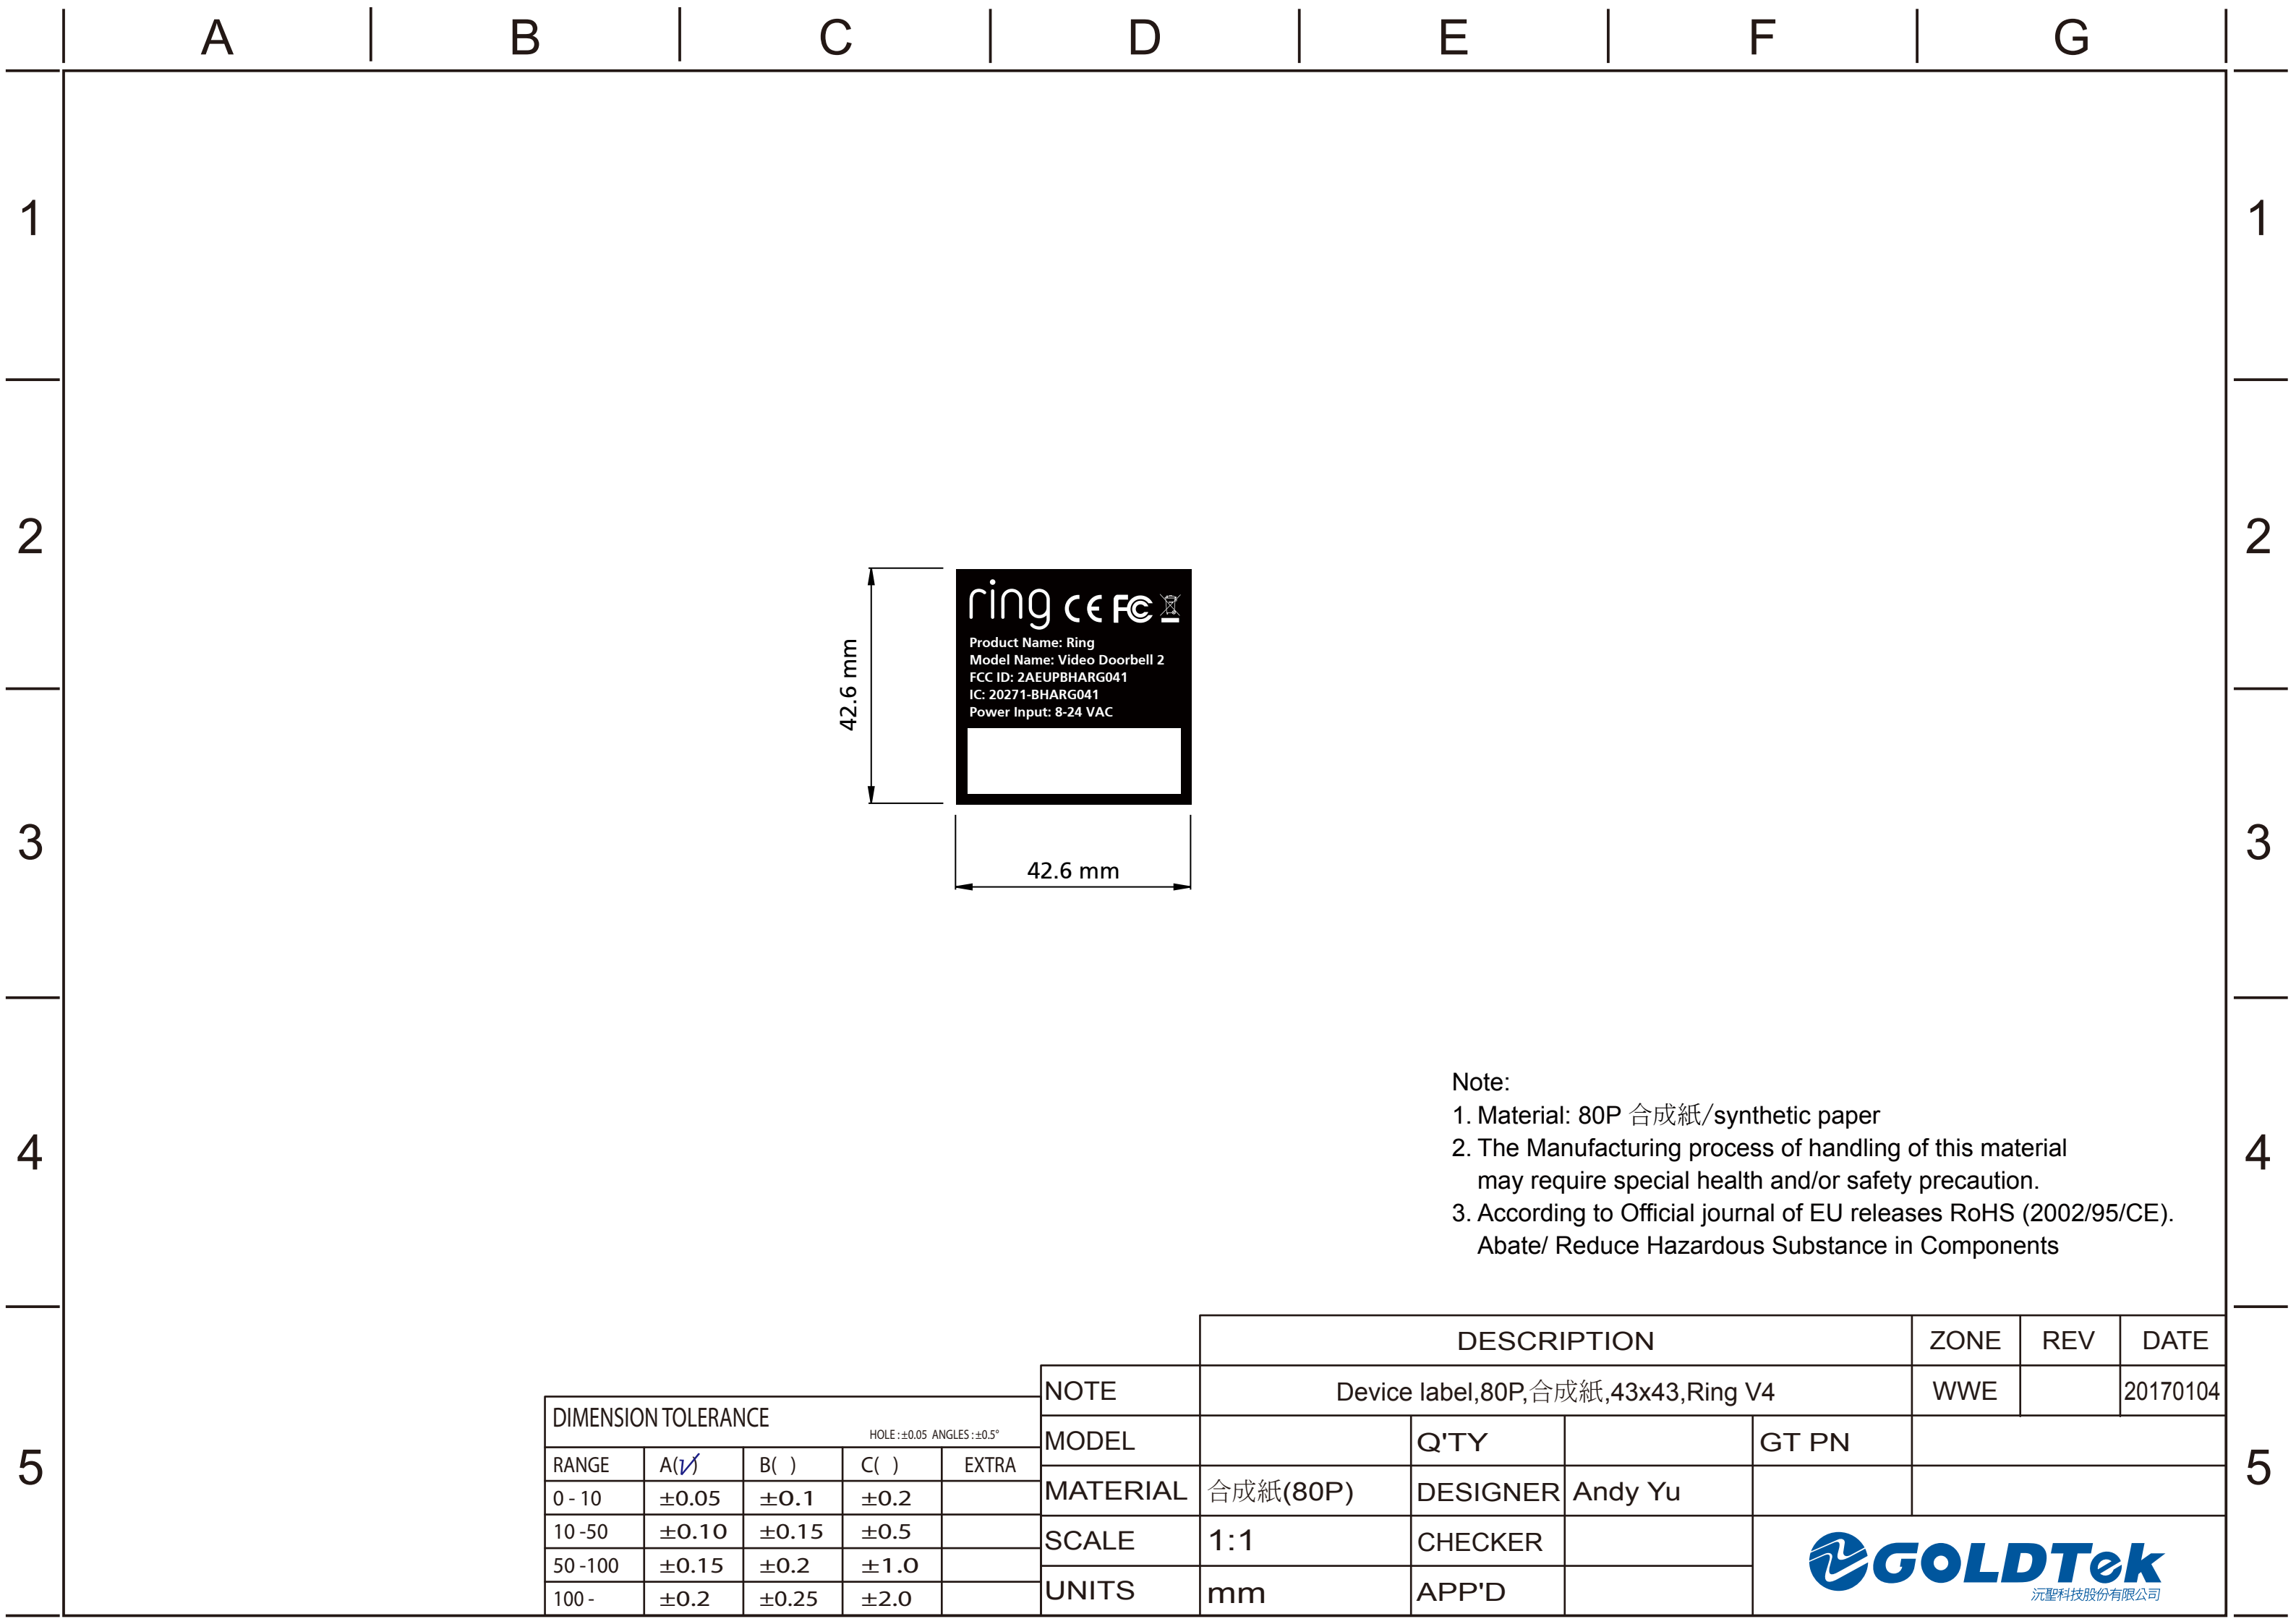 A B C D E F G
1 1
2 2
ring CE FC
Product Name: Ring
Model Name: Video Doorbell 2
FCC ID: 2AEUPBHARG041
IC: 20271-BHARG041
Power Input: 8-24 VAC
42.6 mm
42.6 mm
3 3
4 4
Note:
1. Material: 80P 合成紙/synthetic paper
2. The Manufacturing process of handling of this material
may require special health and/or safety precaution.
3. According to Official journal of EU releases RoHS (2002/95/CE).
Abate/ Reduce Hazardous Substance in Components
5 5
DIMENSION TOLERANCE
HOLE : ±0.05 ANGLES : ±0.5°
RANGE A(√) B( ) C( ) EXTRA
0 - 10 ±0.05 ±0.1 ±0.2
10 -50 ±0.10 ±0.15 ±0.5
50 -100 ±0.15 ±0.2 ±1.0
100 - ±0.2 ±0.25 ±2.0
DESCRIPTION ZONE REV DATE
NOTE Device label,80P,合成紙,43x43,Ring V4 WWE 20170104
MODEL Q'TY GT PN
MATERIAL 合成紙(80P) DESIGNER Andy Yu
SCALE 1:1 CHECKER
UNITS mm APP'D
GOLDTek
沅聖科技股份有限公司